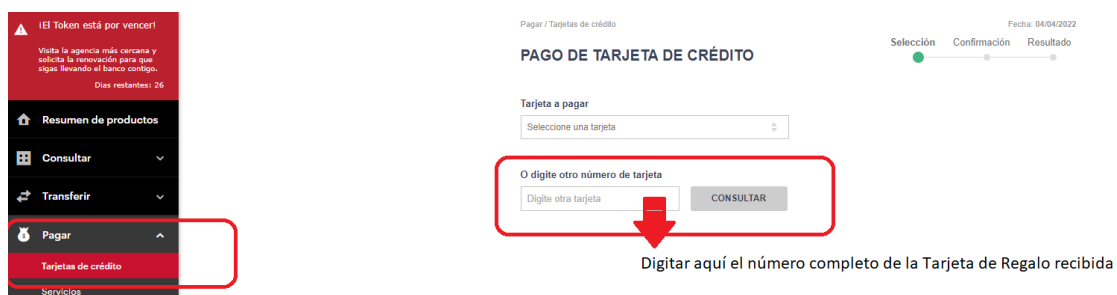 ¡El Token está por vencer!
Visita la agencia más cercana y
solicita la renovación para que
sigas llevando el banco contigo.
Dias restantes: 26
Resumen de productos
Consultar
Transferir
Pagar
Tarjetas de crédito
Servicios
Pagar / Tarjetas de crédito
Fecha: 04/04/2022
PAGO DE TARJETA DE CRÉDITO
Selección Confirmación Resultado
Tarjeta a pagar
Seleccione una tarjeta
O digite otro número de tarjeta
Digite otra tarjeta
CONSULTAR
Digitar aquí el número completo de la Tarjeta de Regalo recibida